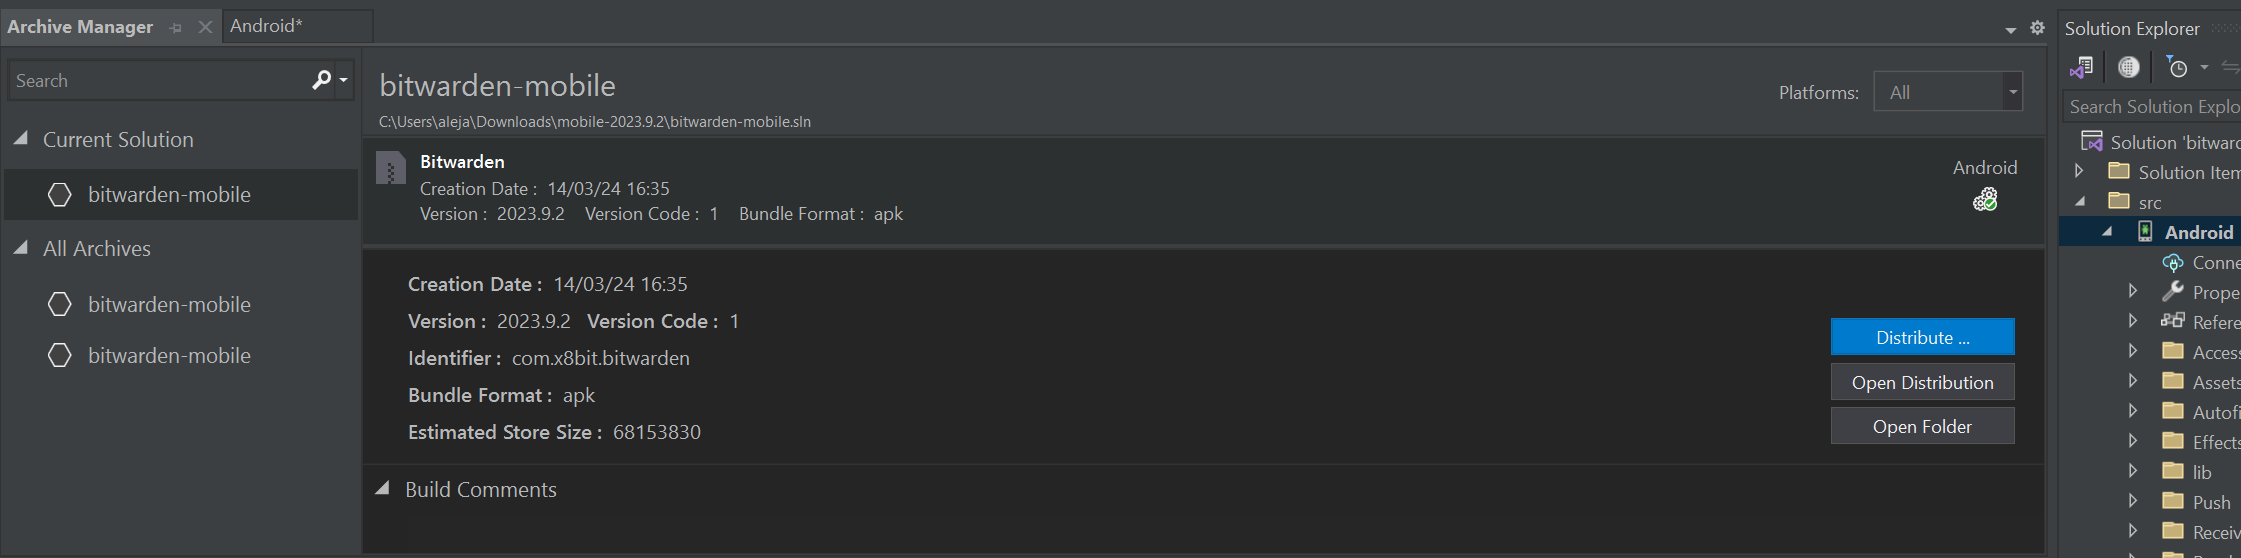 Archive Manager
Android*
Search
Current Solution
bitwarden-mobile
All Archives
bitwarden-mobile
bitwarden-mobile
bitwarden-mobile
C:\Users\aleja\Downloads\mobile-2023.9.2\bitwarden-mobile.sln
Platforms: All
Bitwarden
Creation Date : 14/03/24 16:35
Version : 2023.9.2 Version Code : 1 Bundle Format : apk
Android
Creation Date : 14/03/24 16:35
Version : 2023.9.2 Version Code : 1
Identifier : com.x8bit.bitwarden
Bundle Format : apk
Estimated Store Size : 68153830
Distribute ...
Open Distribution
Open Folder
Build Comments
Solution Explorer
Search Solution Explo
Solution 'bitward
Solution Item
src
Android
Conne
Prope
Refere
Access
Assets
Autofi
Effects
lib
Push
Receiv